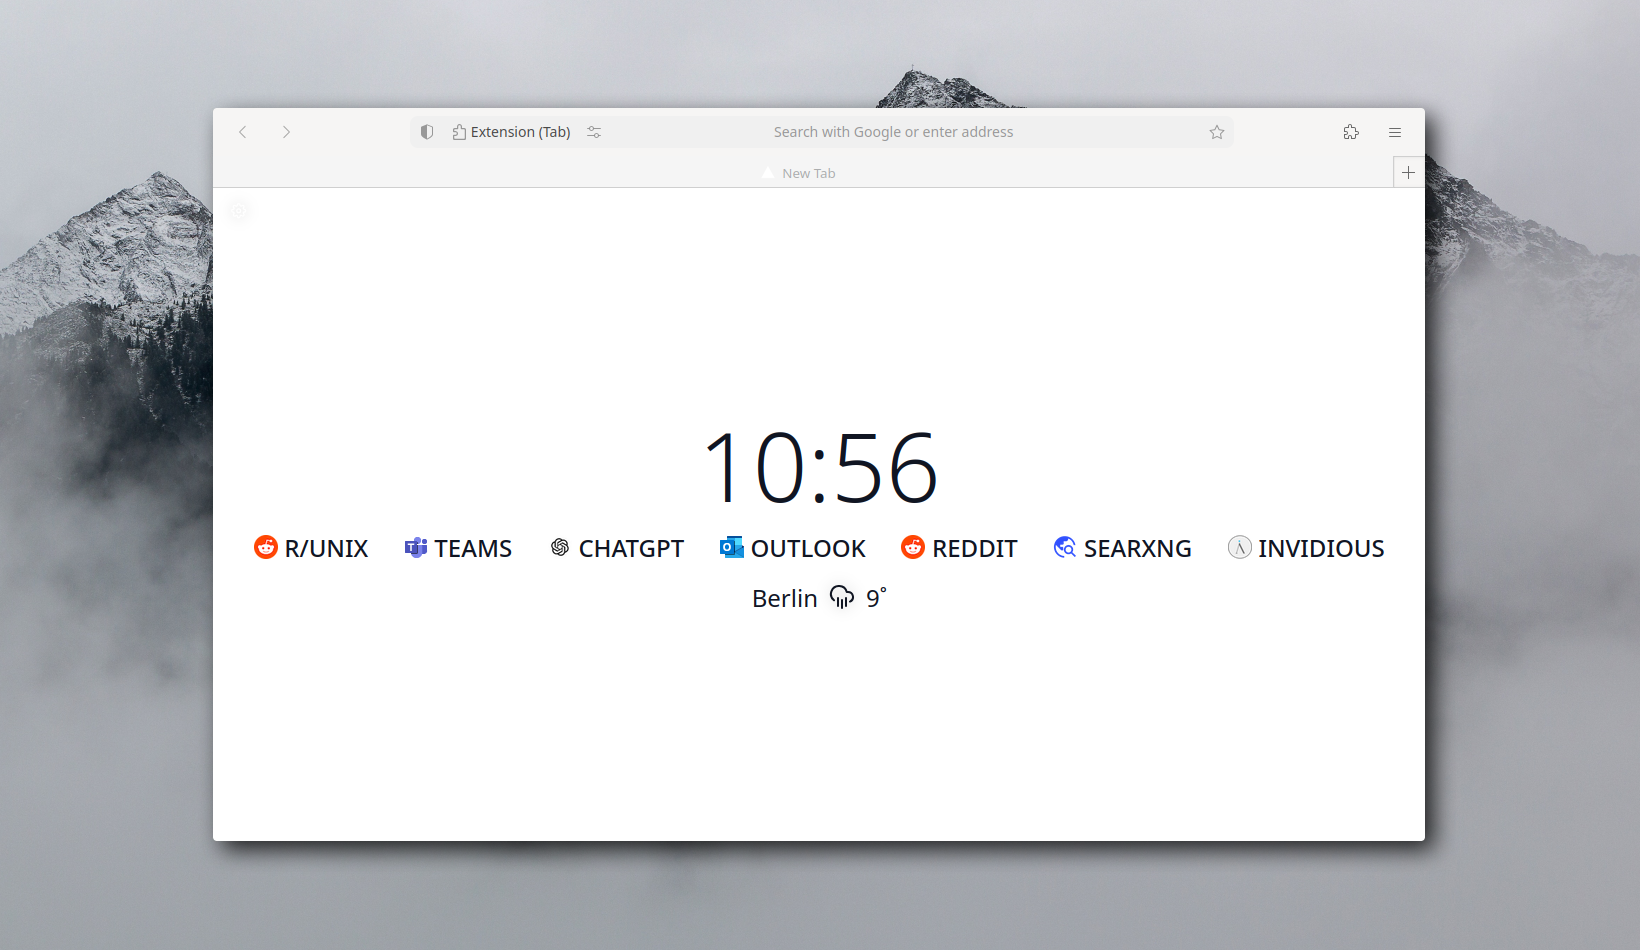 Extension (Tab) Search with Google or enter address
New Tab
10:56
R/UNIX TEAMS CHATGPT OUTLOOK REDDIT SEARXNG INVIDIOUS
Berlin 9°